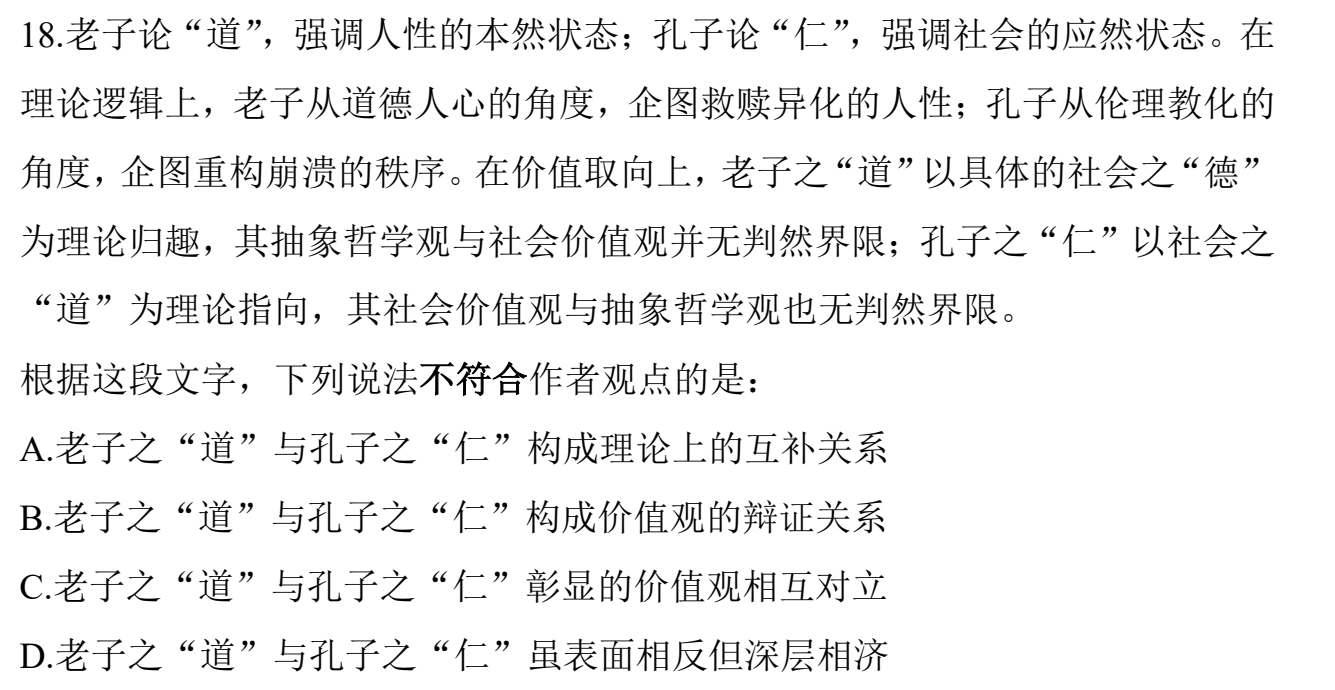 18.老子论“道”，强调人性的本然状态；孔子论“仁”，强调社会的应然状态。在
理论逻辑上，老子从道德人心的角度，企图救赎异化的人性；孔子从伦理教化的
角度，企图重构崩溃的秩序。在价值取向上，老子之“道”以具体的社会之“德”
为理论归趣，其抽象哲学观与社会价值观并无判然界限；孔子之“仁”以社会之
“道”为理论指向，其社会价值观与抽象哲学观也无判然界限。
根据这段文字，下列说法不符合作者观点的是：
A.老子之“道”与孔子之“仁”构成理论上的互补关系
B.老子之“道”与孔子之“仁”构成价值观的辩证关系
C.老子之“道”与孔子之“仁”彰显的价值观相互对立
D.老子之“道”与孔子之“仁”虽表面相反但深层相济